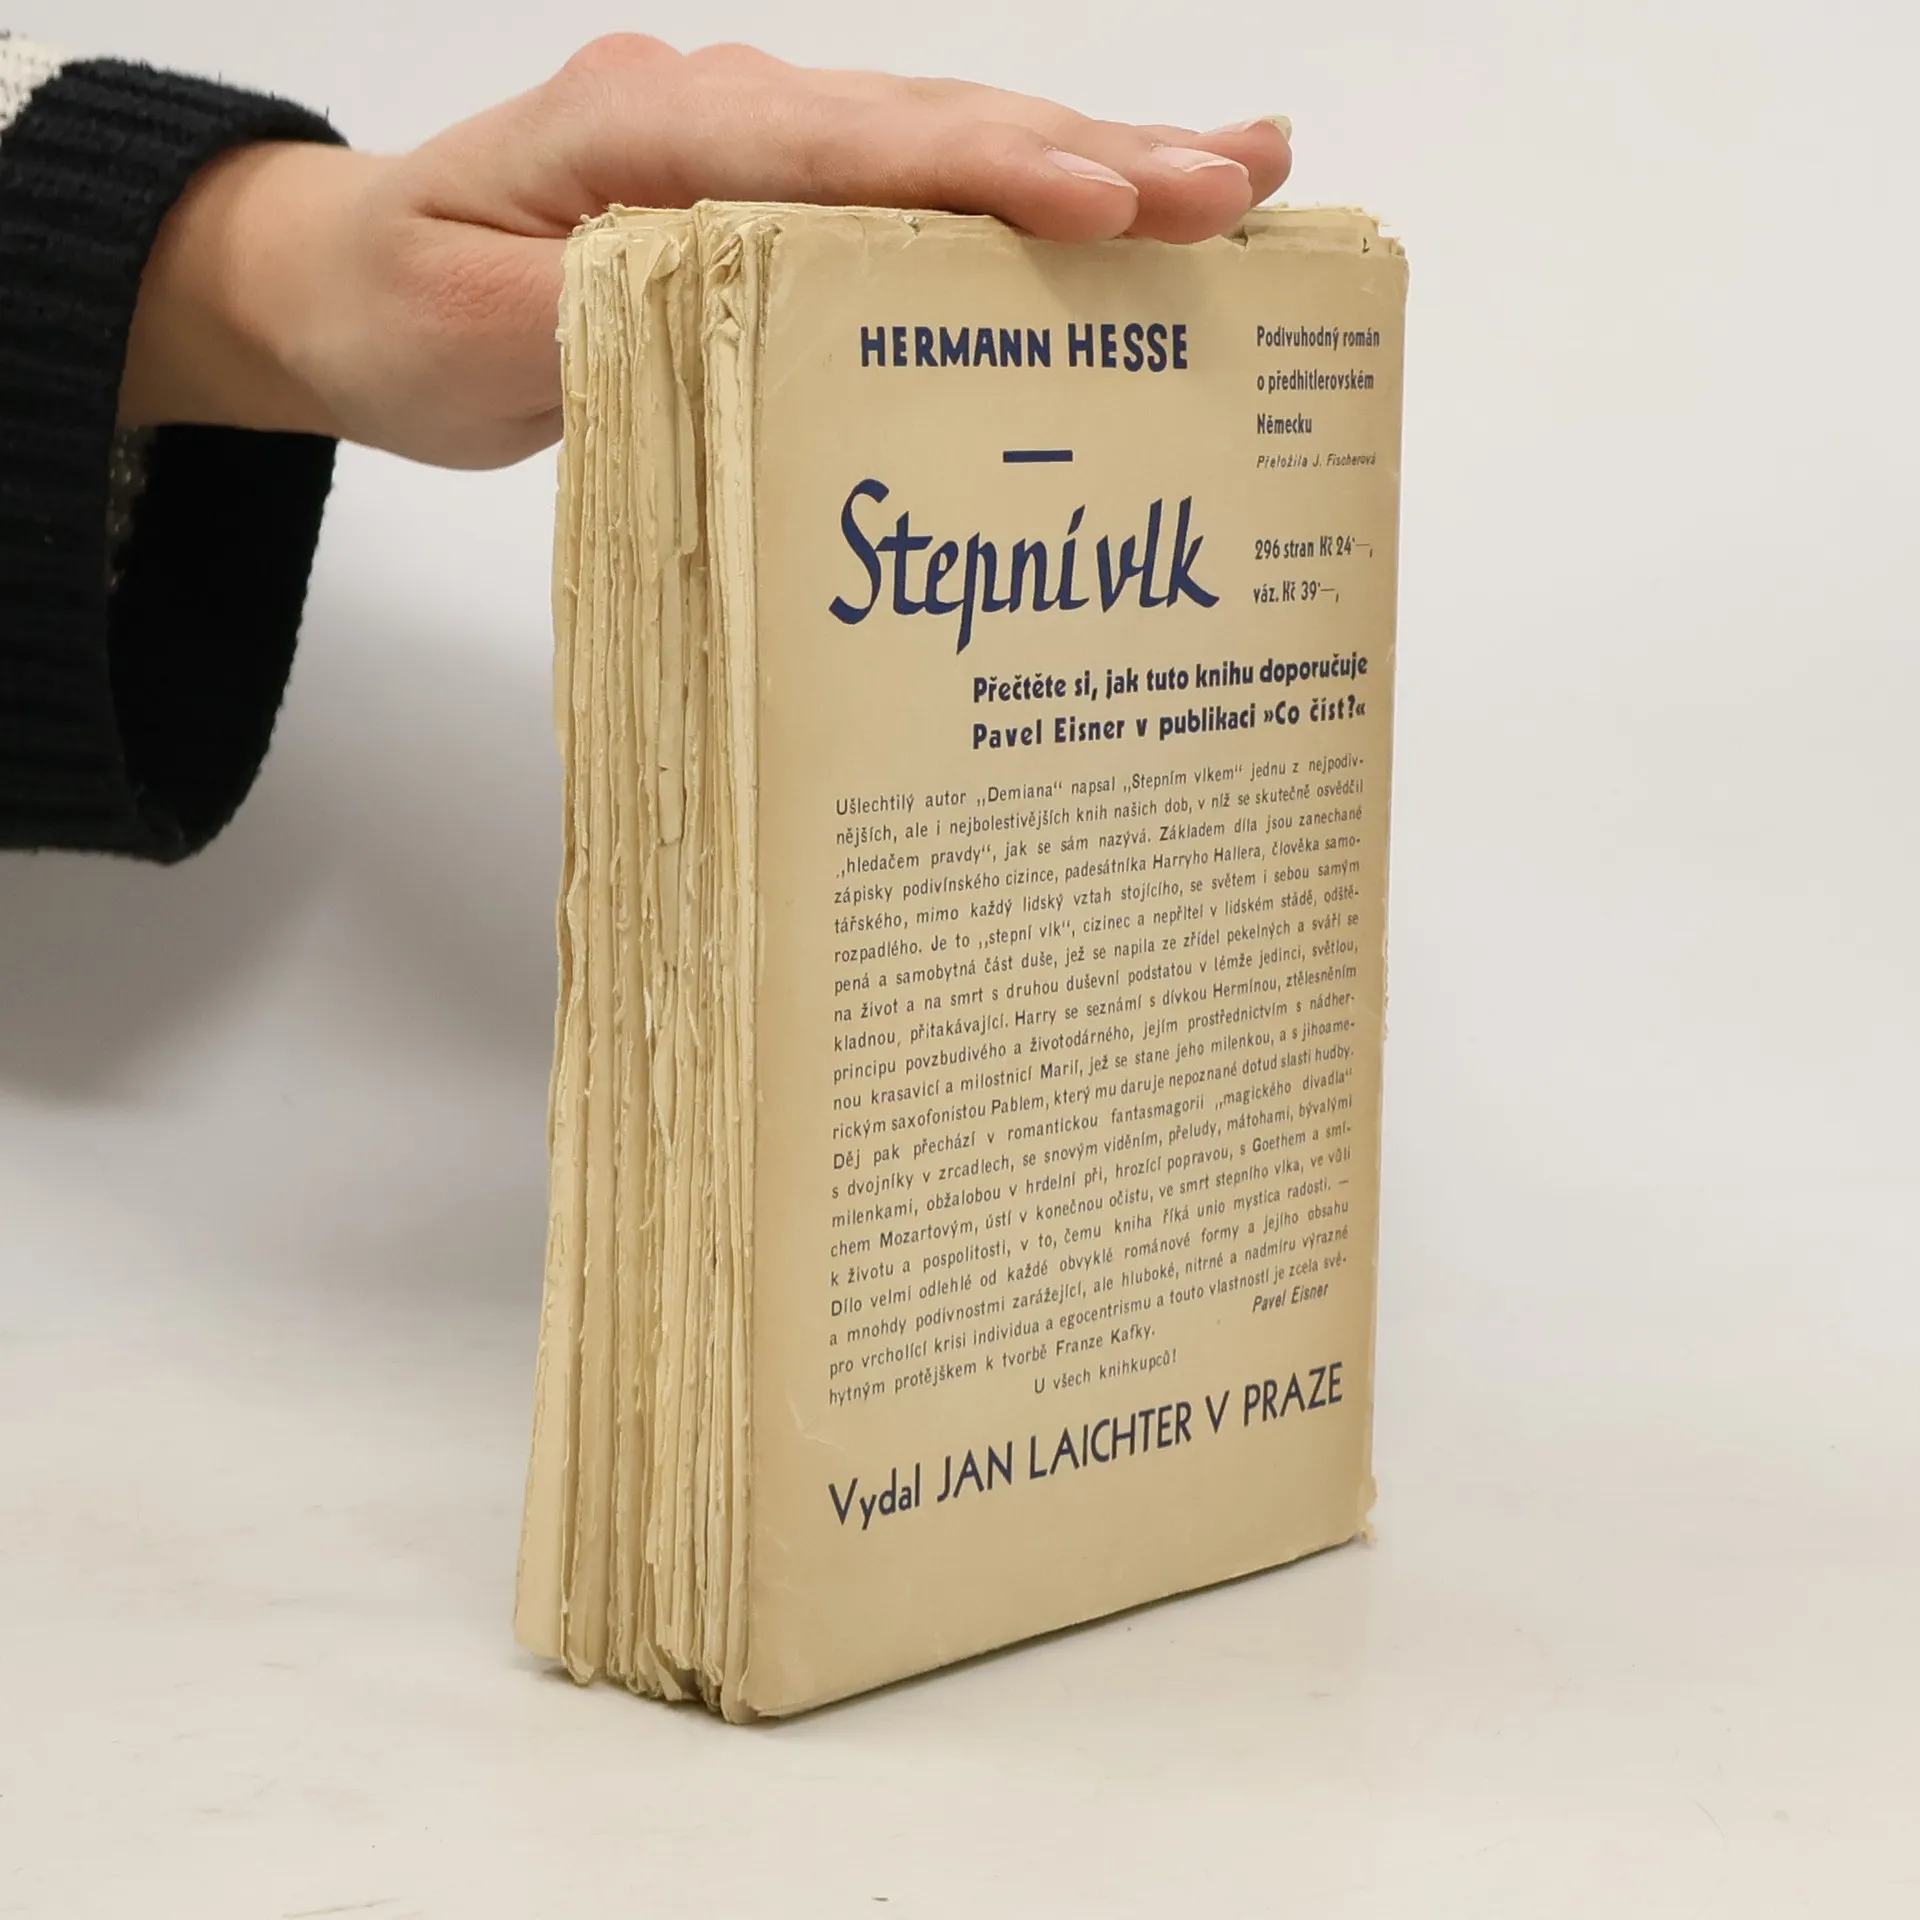 HERMANN HESSE
Podivuhodný román
o předhitlerovském
Německu
Přeložila J. Fischerová
Stepní vlk
296 stran Kč 24·—,
váz. Kč 39·—,
Přečtěte si, jak tuto knihu doporučuje
Pavel Eisner v publikaci »Co číst?«
Ušlechtilý autor „Demiana“ napsal „Stepním vlkem“ jednu z nejpodiv-
nějších, ale i nejbolestivějších knih našich dob, v níž se skutečně osvědčil
„hledačem pravdy“, jak se sám nazývá. Základem díla jsou zanechané
zápisky podivínského cizince, padesátníka Harryho Hallera, člověka samo-
tářského, mimo každý lidský vztah stojícího, se světem i sebou samým
rozpadlého. Je to „stepní vlk“, cizinec a nepřítel v lidském stádě, odště-
pená a samobytná část duše, jež se napila ze zřídel pekelných a sváří se
na život a na smrt s druhou duševní podstatou v témže jedinci, světlou,
kladnou, přitakávající. Harry se seznámí s dívkou Hermínou, ztělesněním
principu povzbudivého a životodárného, jejím prostřednictvím s nádher-
nou krasavicí a milostnicí Marií, jež se stane jeho milenkou, a s jihoame-
rickým saxofonistou Pablem, který mu daruje nepoznané dotud slasti hudby.
Děj pak přechází v romantickou fantasmagorii „magického divadla“
s dvojníky v zrcadlech, se snovým viděním, přeludy, mátohami, bývalými
milenkami, obžalobou v hrdelní při, hrozící popravou, s Goethem a smí-
chem Mozartovým, ústí v konečnou očistu, ve smrt stepního vlka, ve vůli
k životu a pospolitosti, v to, čemu kniha říká unio mystica radosti. —
Dílo velmi odlehlé od každé obvyklé románové formy a jejího obsahu
a mnohdy podivnostmi zarážející, ale hluboké, nitrné a nadmíru výrazné
pro vrcholící krisi individua a egocentrismu a touto vlastností je zcela svě-
hytným protějškem k tvorbě Franze Kafky.
Pavel Eisner
U všech knihkupců!
Vydal JAN LAICHTER V PRAZE